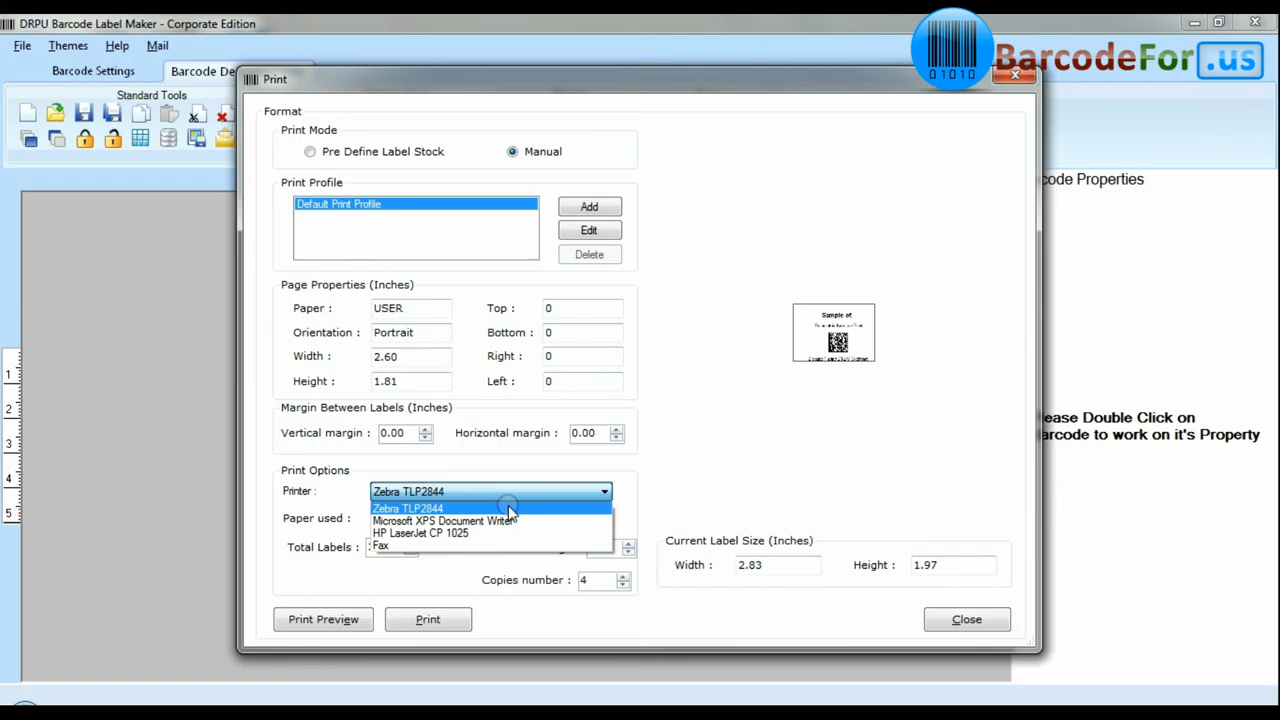 DRPU Barcode Label Maker - Corporate Edition
File Themes Help Mail
BarcodeFor.us
01010
Barcode Settings Barcode De
Standard Tools
Print
Format
Print Mode
Pre Define Label Stock Manual
code Properties
Print Profile
Default Print Profile
Add
Edit
Delete
Page Properties (Inches)
Paper : USER Top : 0
Orientation : Portrait Bottom : 0
Width : 2.60 Right : 0
Height : 1.81 Left : 0
Sample of
Margin Between Labels (Inches)
Vertical margin : 0.00 Horizontal margin : 0.00
ease Double Click on
arcode to work on it's Property
Print Options
Printer : Zebra TLP2844
Zebra TLP2844
Microsoft XPS Document Writer
HP LaserJet CP 1025
Fax
Paper used :
Total Labels :
Copies number : 4
Current Label Size (Inches)
Width : 2.83 Height : 1.97
Print Preview Print Close
1
2
3
4
5